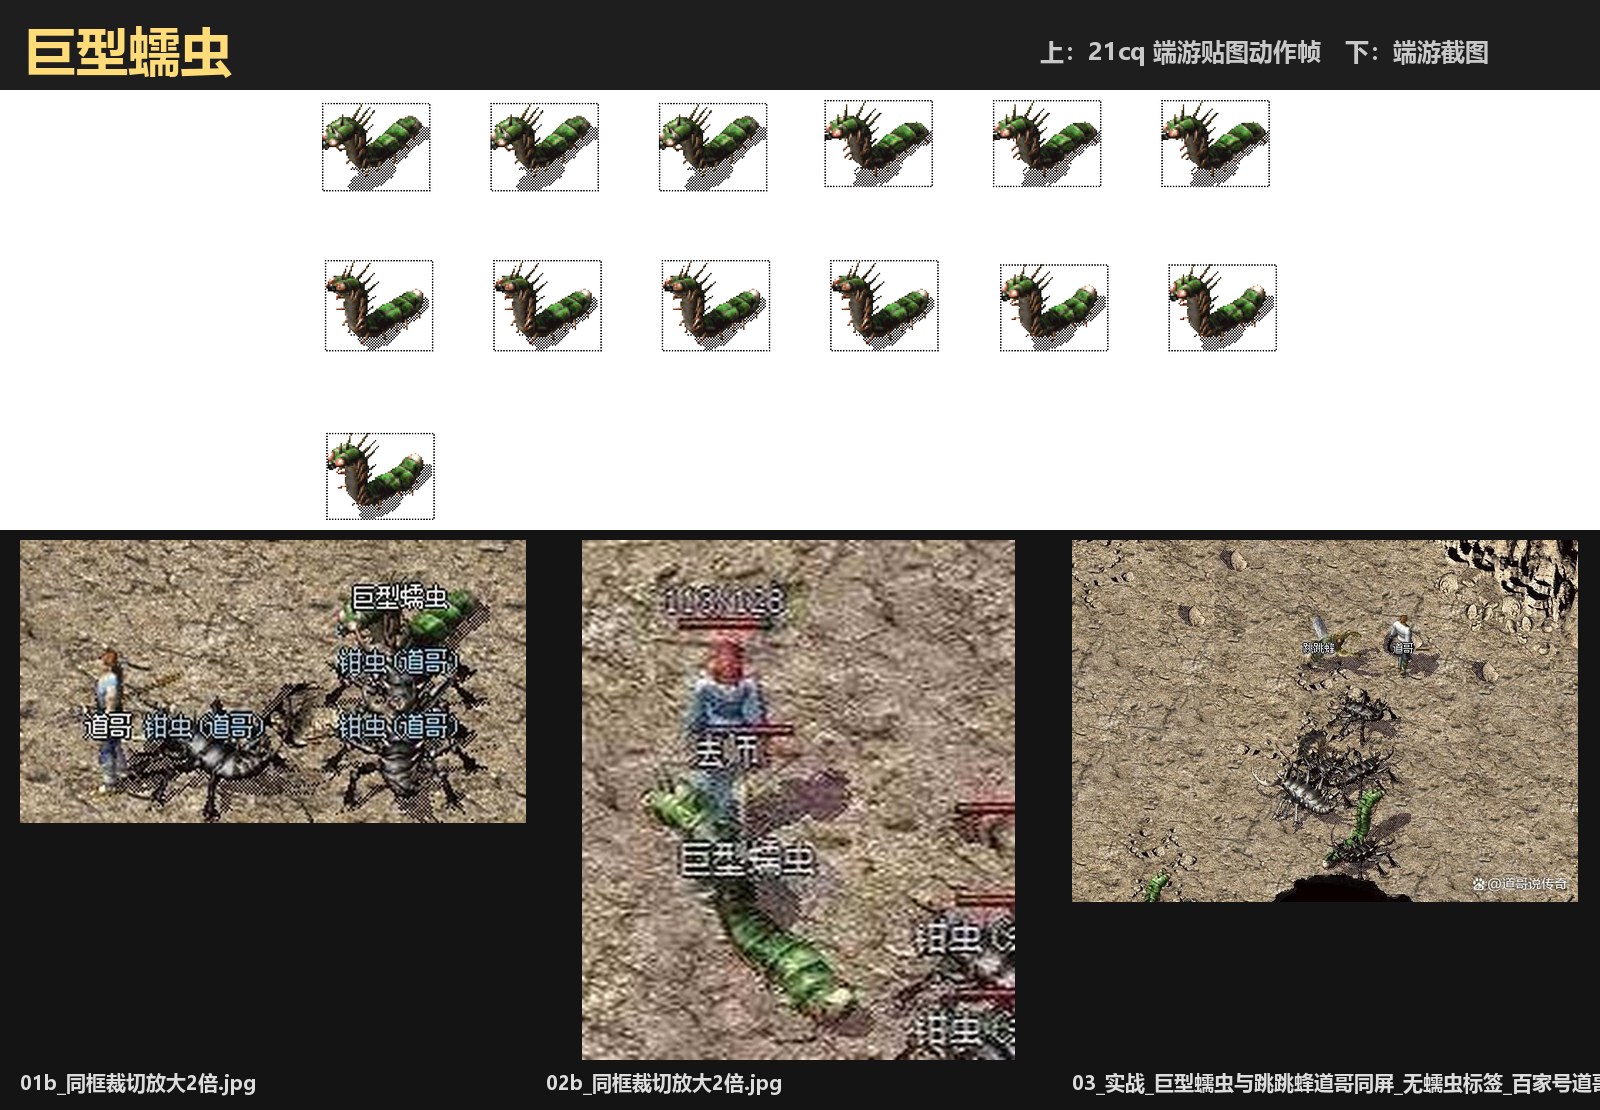 巨型蠕虫
上：21cq 端游贴图动作帧 下：端游截图
巨型蠕虫
钳虫(道哥)
道哥 钳虫(道哥) 钳虫(道哥)
巨型蠕虫
钳虫
钳虫
跳跳蜂 道哥
@道哥说传奇
01b_同框裁切放大2倍.jpg
02b_同框裁切放大2倍.jpg
03_实战_巨型蠕虫与跳跳蜂道哥同屏_无蠕虫标签_百家号道哥